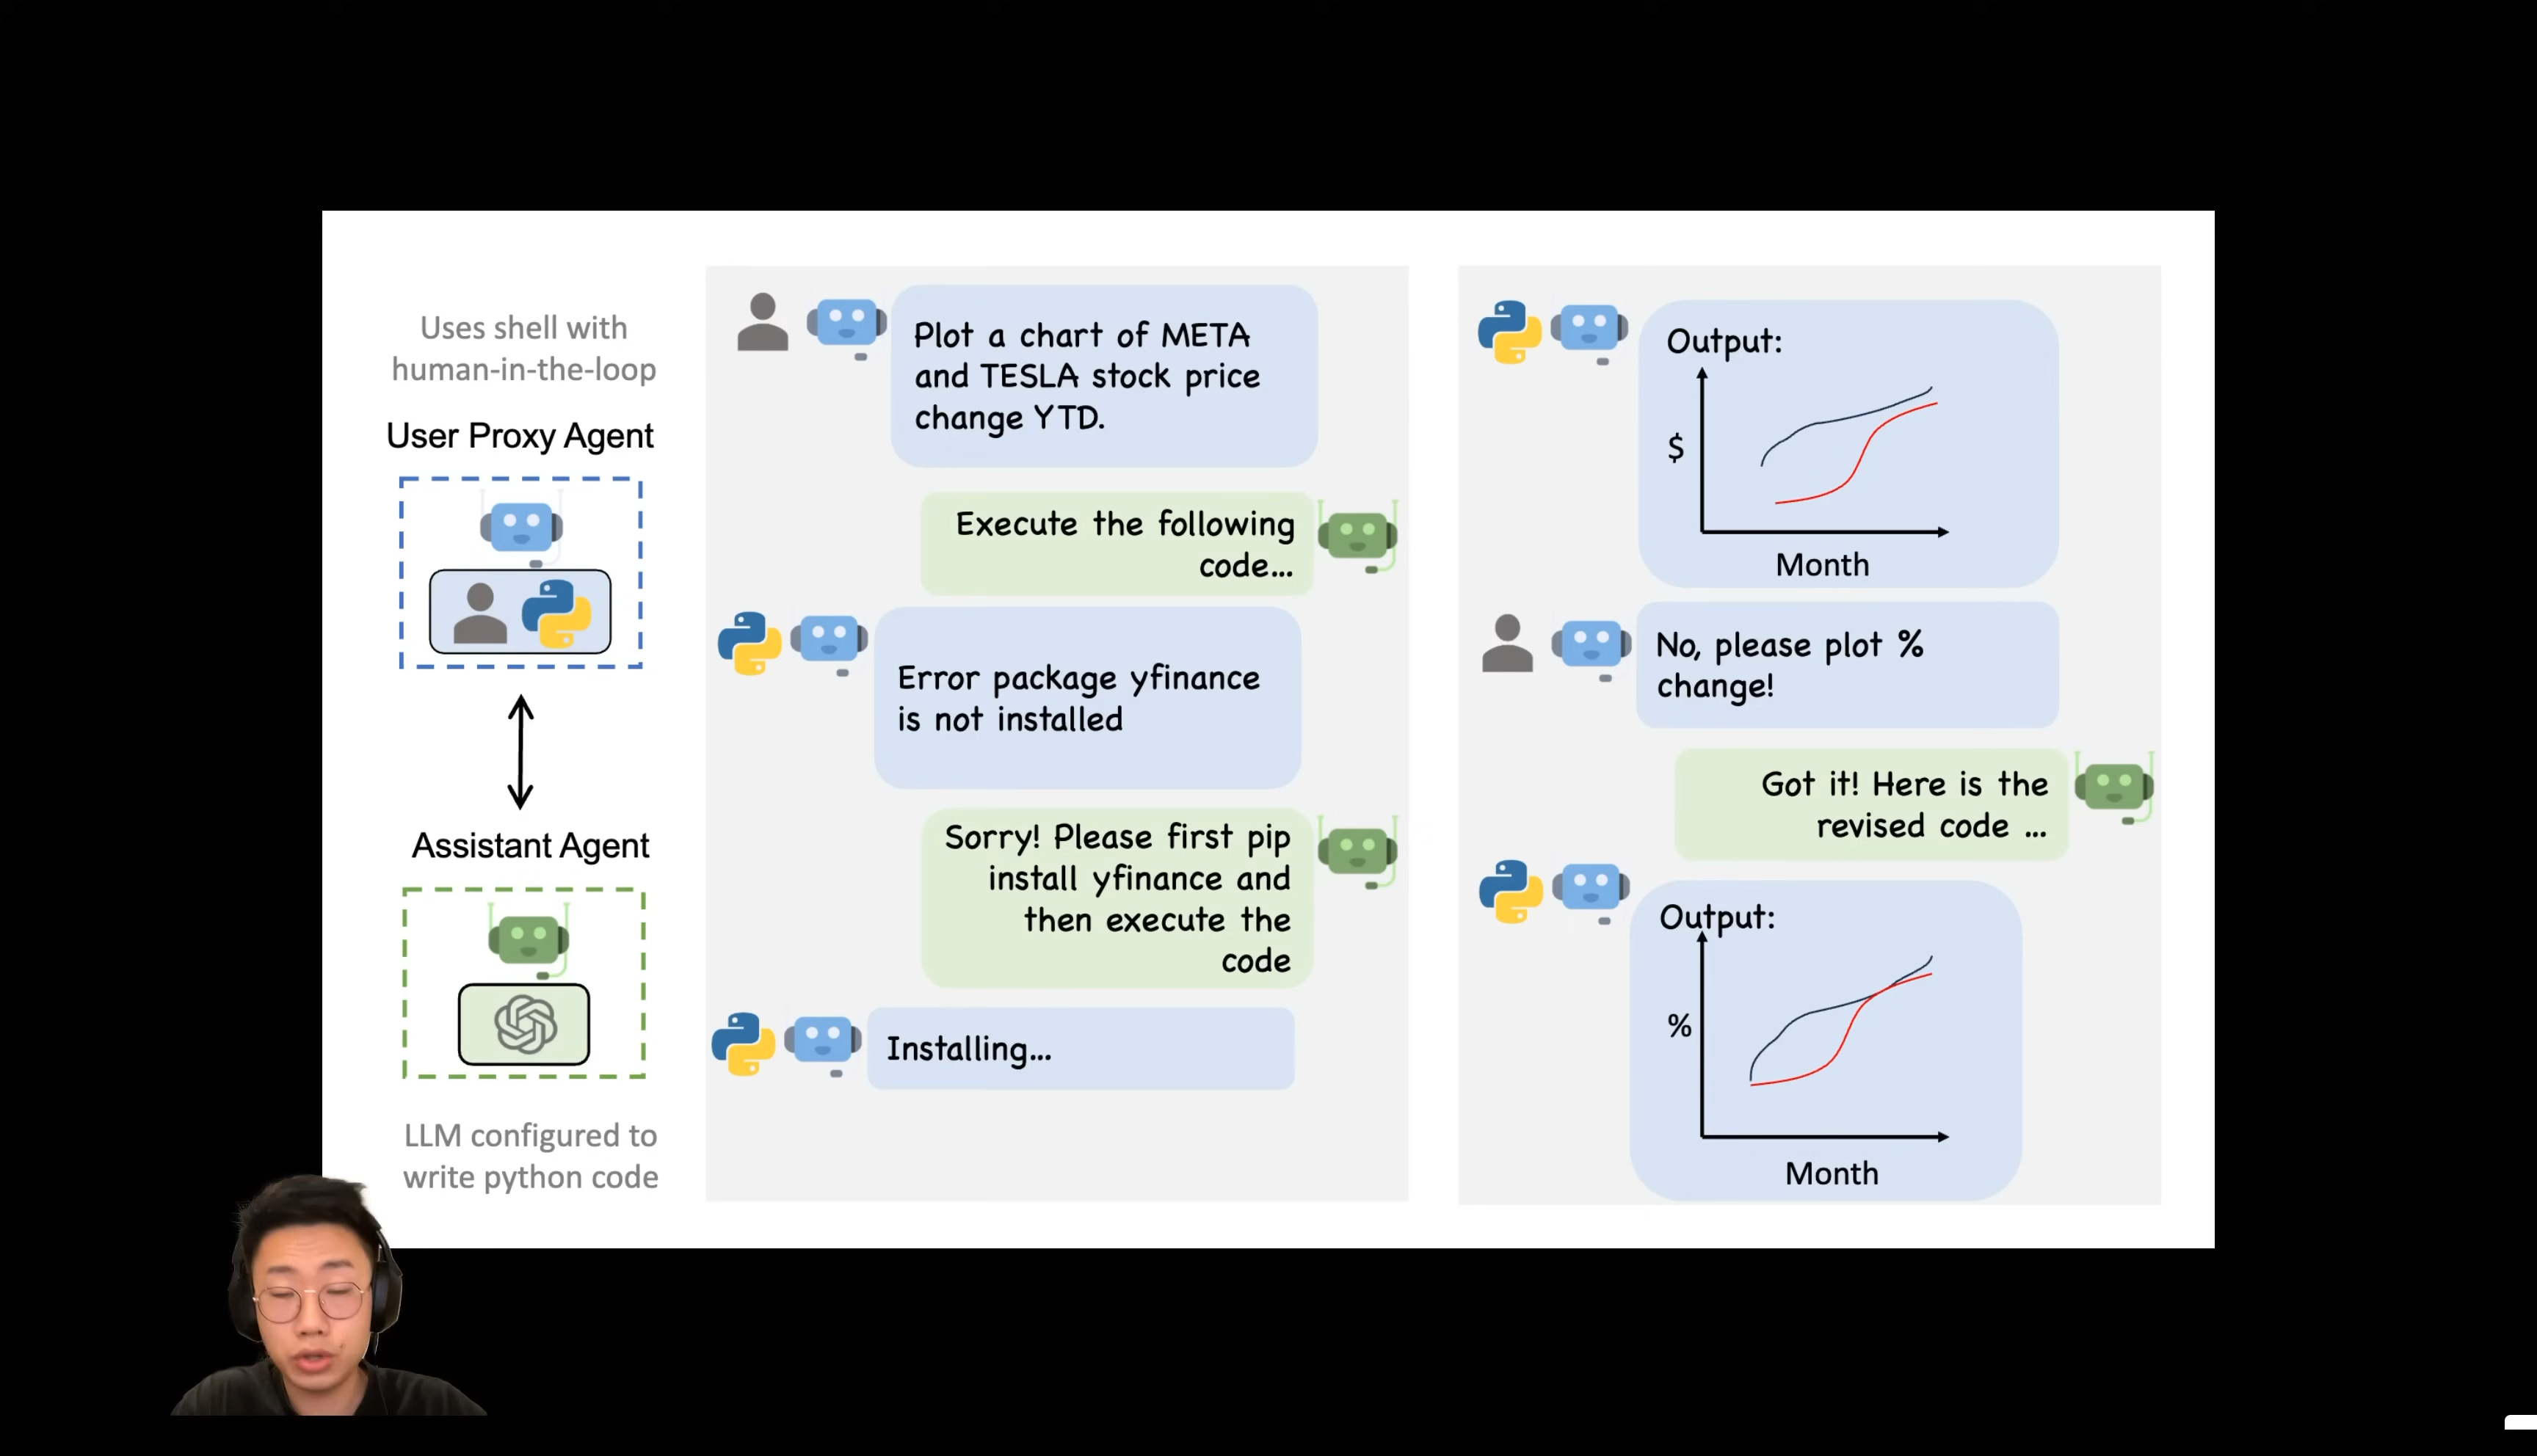 Uses shell with
human-in-the-loop
User Proxy Agent
Assistant Agent
LLM configured to
write python code
Plot a chart of META
and TESLA stock price
change YTD.
Execute the following
code...
Error package yfinance
is not installed
Sorry! Please first pip
install yfinance and
then execute the
code
Installing...
Output:
$
Month
No, please plot %
change!
Got it! Here is the
revised code ...
Output:
%
Month